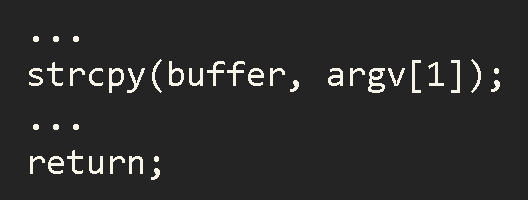 ...
strcpy(buffer, argv[1]);
...
return;